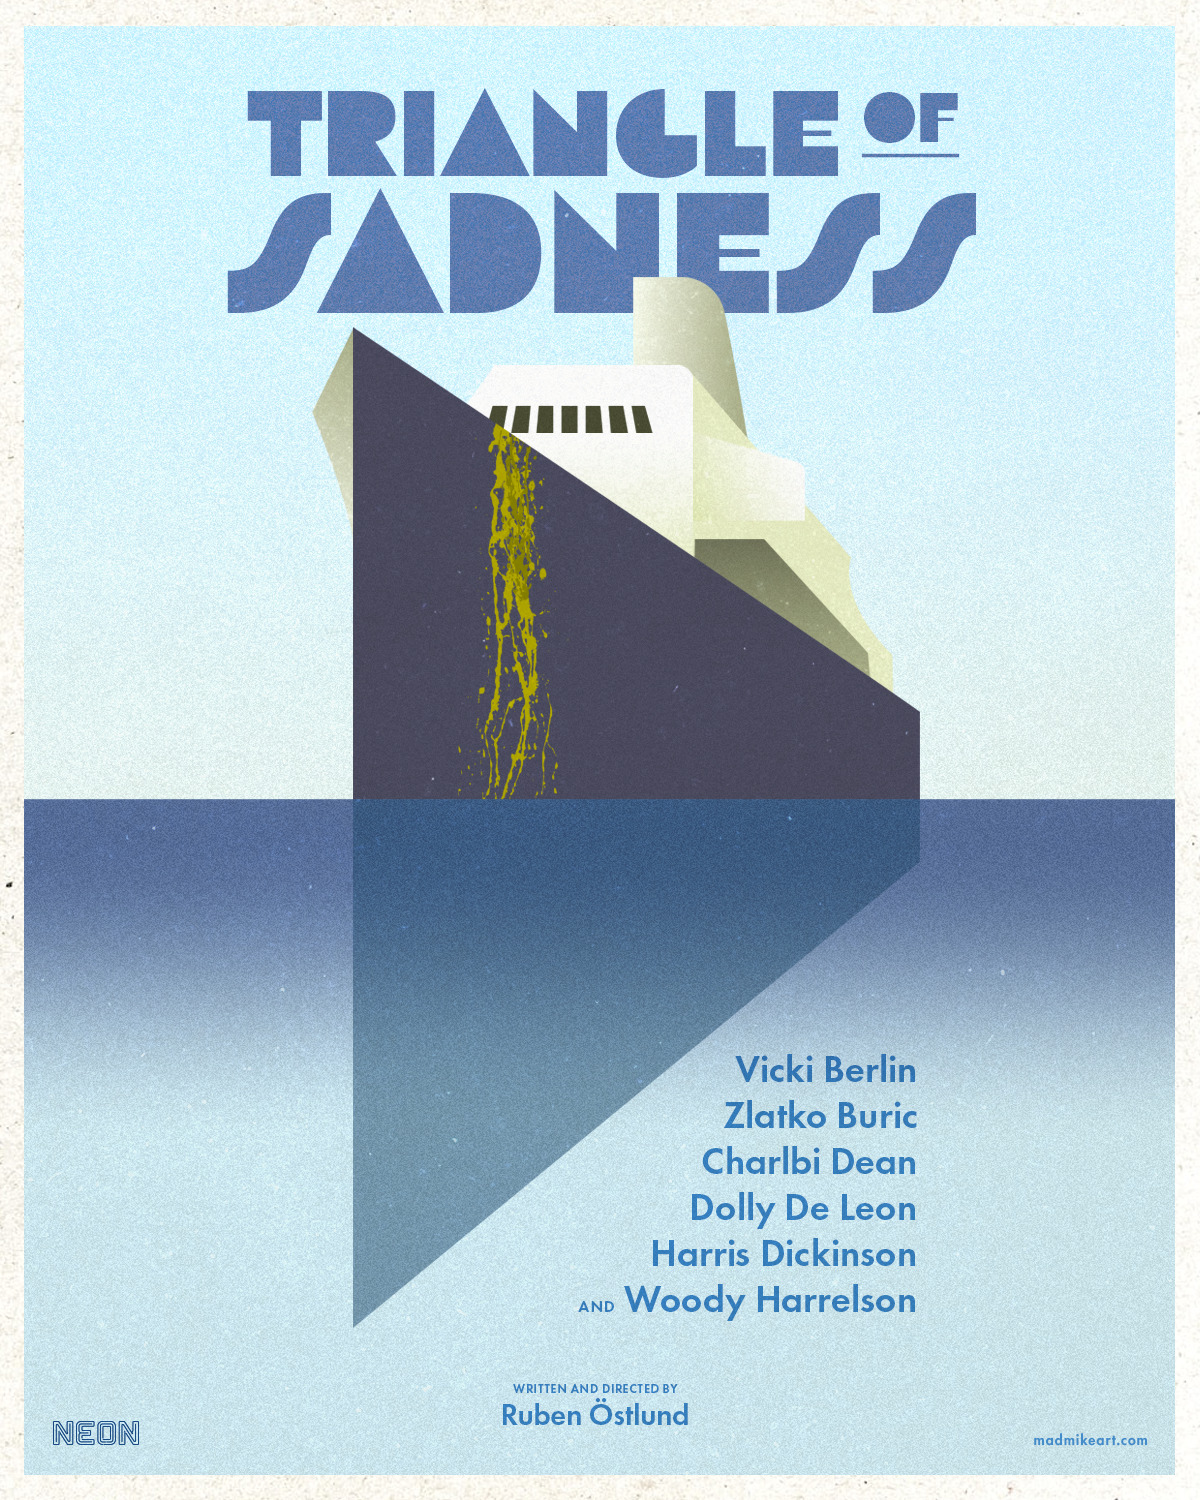 TRIANGLE OF
SADNESS
Vicki Berlin
Zlatko Buric
Charlbi Dean
Dolly De Leon
Harris Dickinson
AND Woody Harrelson
WRITTEN AND DIRECTED BY
Ruben Östlund
NEON
madmikeart.com